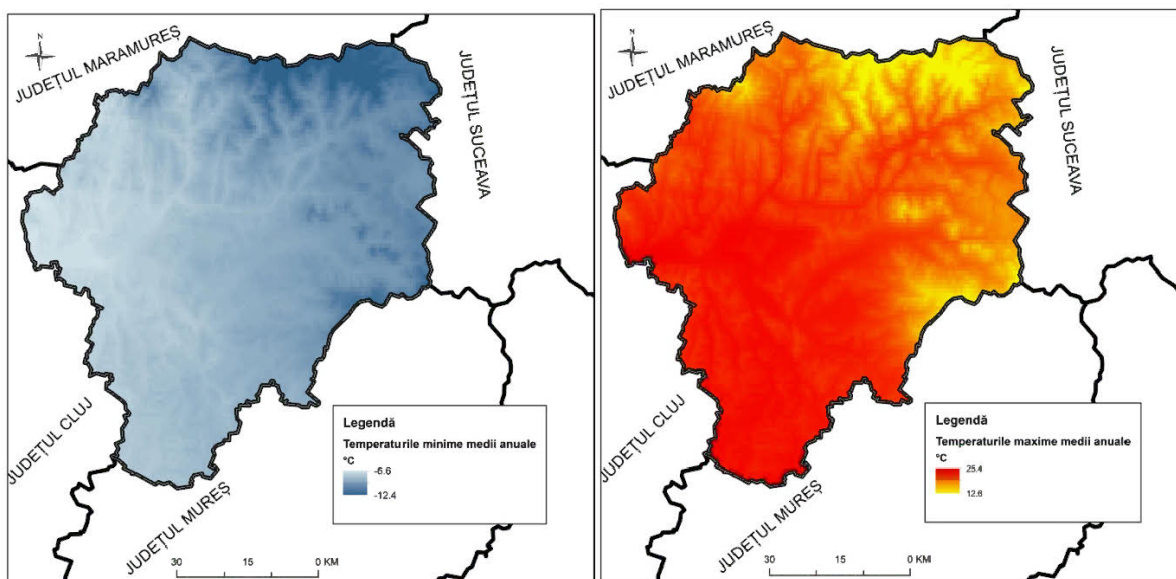 N
JUDEȚUL MARAMUREȘ
JUDEȚUL SUCEAVA
JUDEȚUL CLUJ
JUDEȚUL MUREȘ
Legendă
Temperaturile minime medii anuale
°C
-6.6
-12.4
30 15 0 KM
N
JUDEȚUL MARAMUREȘ
JUDEȚUL SUCEAVA
JUDEȚUL CLUJ
JUDEȚUL MUREȘ
Legendă
Temperaturile maxime medii anuale
°C
25.4
12.6
30 15 0 KM